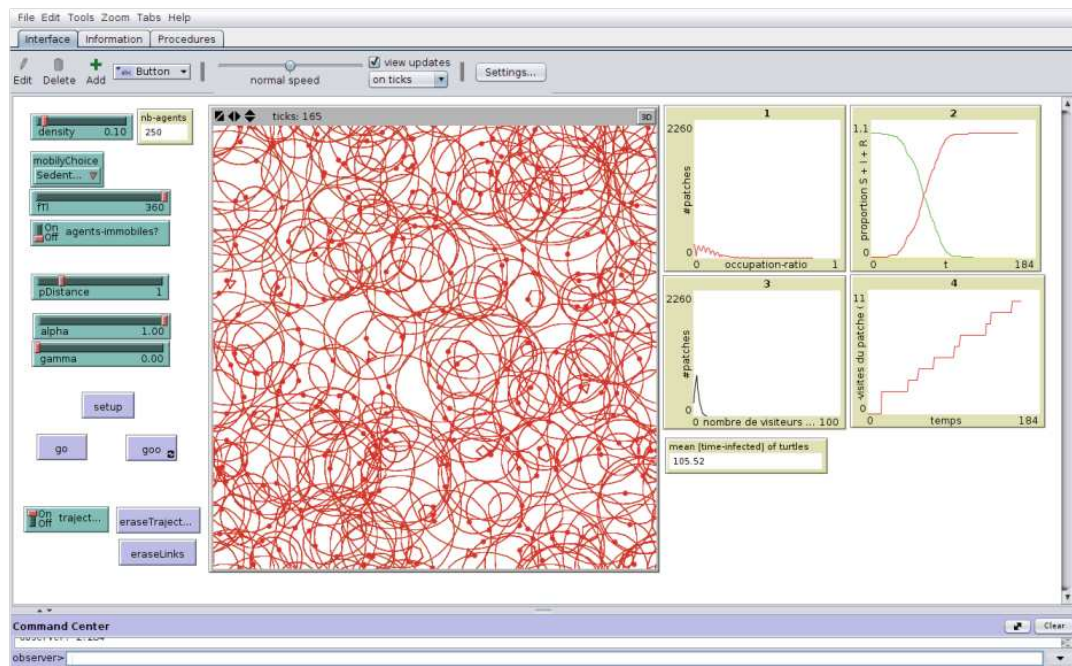 File Edit Tools Zoom Tabs Help
Interface Information Procedures
Edit Delete Add abc Button normal speed view updates on ticks Settings...
density 0.10
nb-agents
250
mobilyChoice
Sedent...
fTl 360
On Off agents-immobiles?
pDistance 1
alpha 1.00
gamma 0.00
setup
go goo
On Off traject... eraseTraject...
eraseLinks
ticks: 165 3D
1
2260
#patches
0
0 occupation-ratio 1
2
1.1
proportion S + I + R
0
0 t 184
3
2260
#patches
0
0 nombre de visiteurs ... 100
4
11
visites du patche (
0
0 temps 184
mean [time-infected] of turtles
105.52
Command Center Clear
observer>